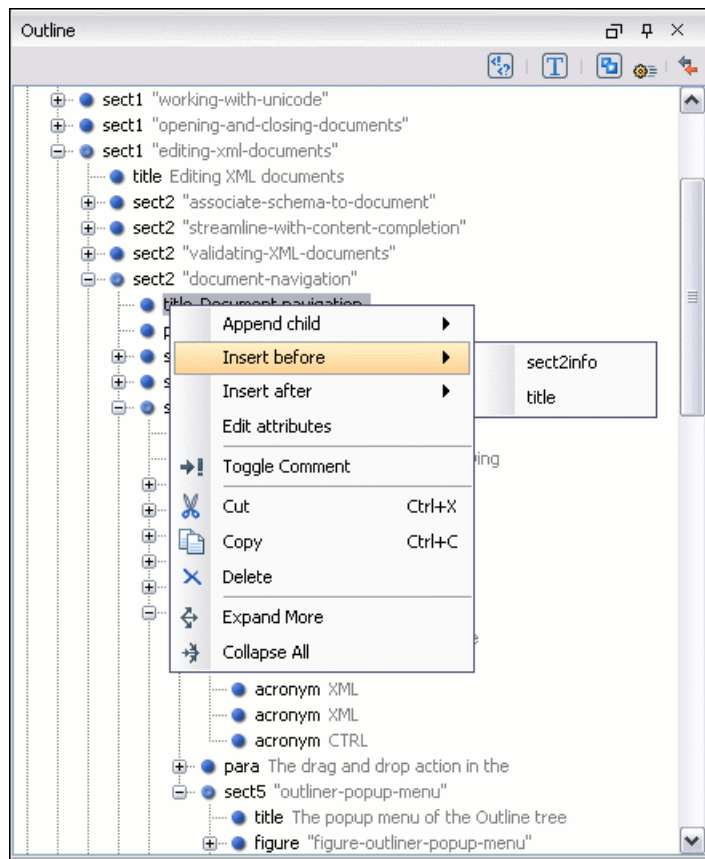 Outline
sect1 "working-with-unicode"
sect1 "opening-and-closing-documents"
sect1 "editing-xml-documents"
title Editing XML documents
sect2 "associate-schema-to-document"
sect2 "streamline-with-content-completion"
sect2 "validating-XML-documents"
sect2 "document-navigation"
title Document navigation
Append child
Insert before
sect2info
Insert after
title
Edit attributes
Toggle Comment
Cut Ctrl+X
Copy Ctrl+C
Delete
Expand More
Collapse All
acronym XML
acronym XML
acronym CTRL
para The drag and drop action in the
sect5 "outliner-popup-menu"
title The popup menu of the Outline tree
figure "figure-outliner-popup-menu"